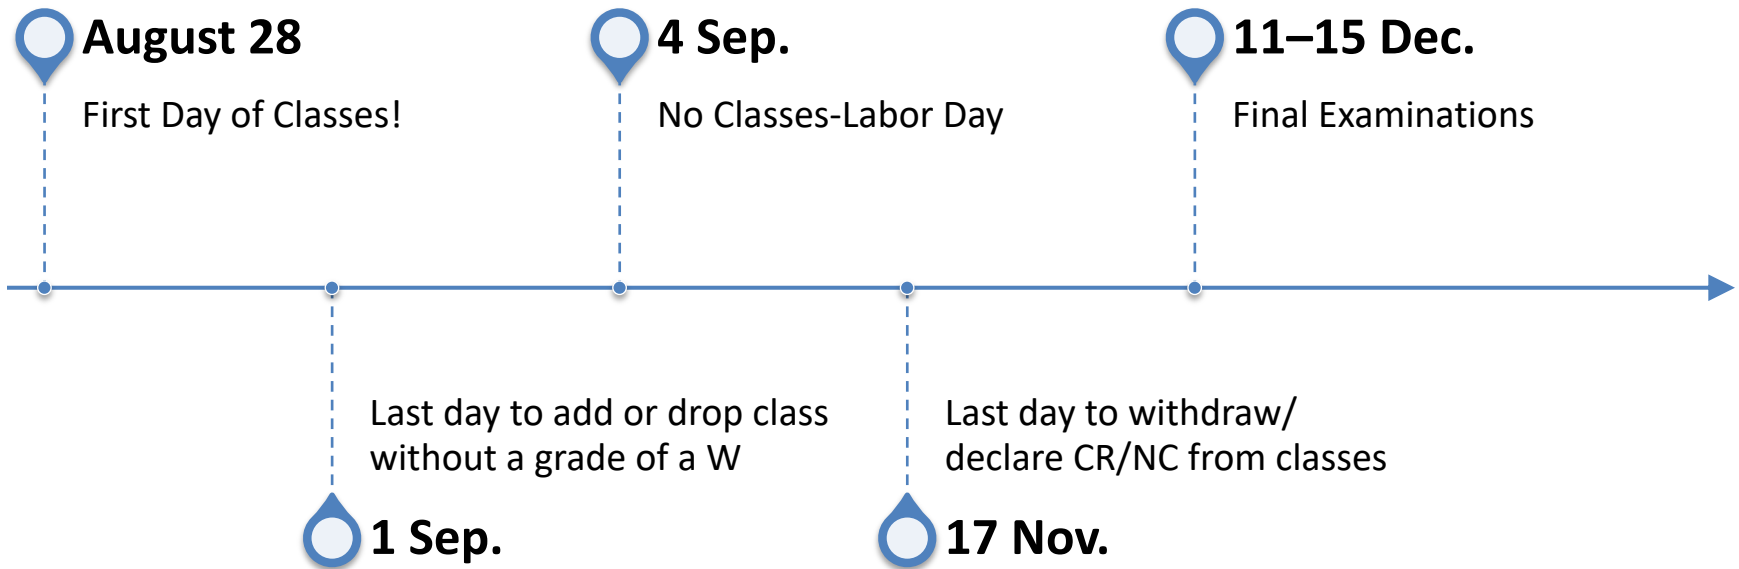 August 28
First Day of Classes!
4 Sep.
No Classes-Labor Day
11–15 Dec.
Final Examinations
Last day to add or drop class
without a grade of a W
1 Sep.
Last day to withdraw/
declare CR/NC from classes
17 Nov.